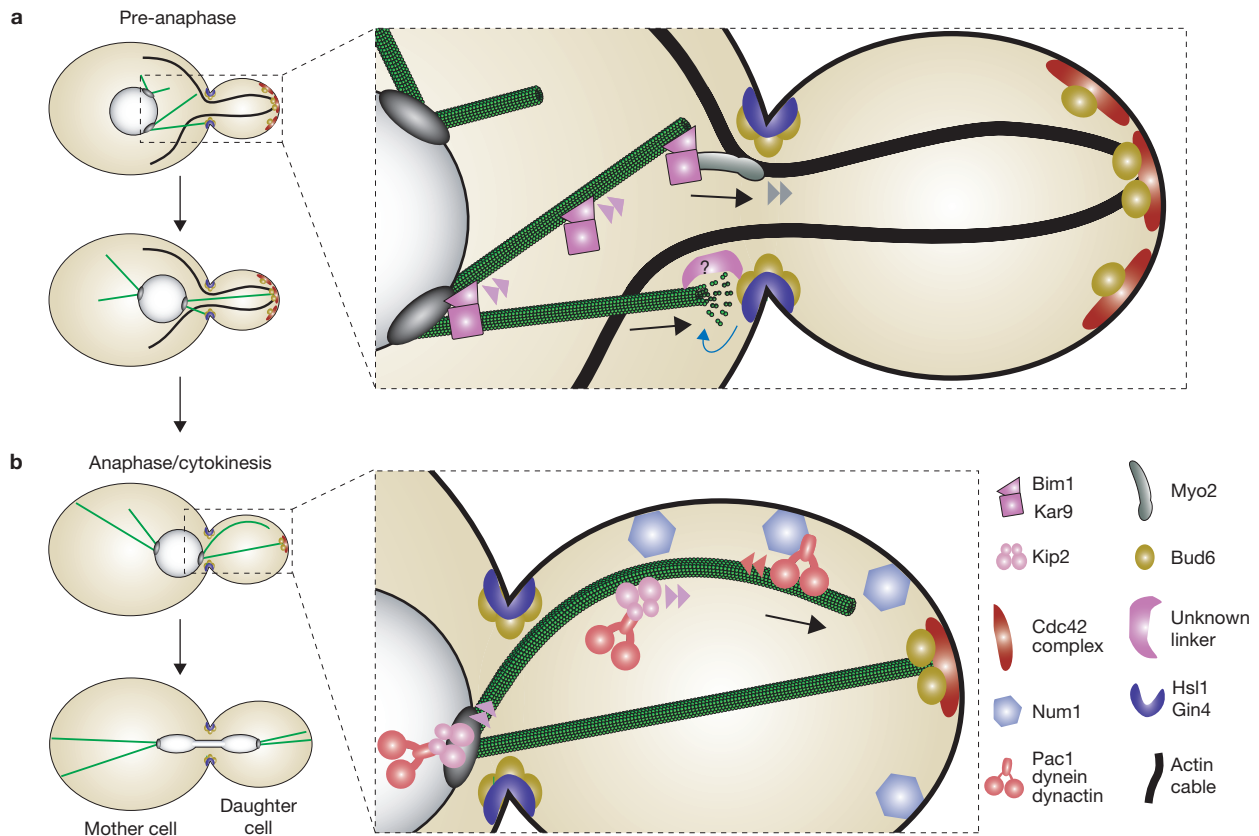 a
Pre-anaphase
?
b
Anaphase/cytokinesis
Mother cell
Daughter
cell
Bim1
Kar9
Myo2
Kip2
Bud6
Cdc42
complex
Unknown
linker
Num1
Hsl1
Gin4
Pac1
dynein
dynactin
Actin
cable